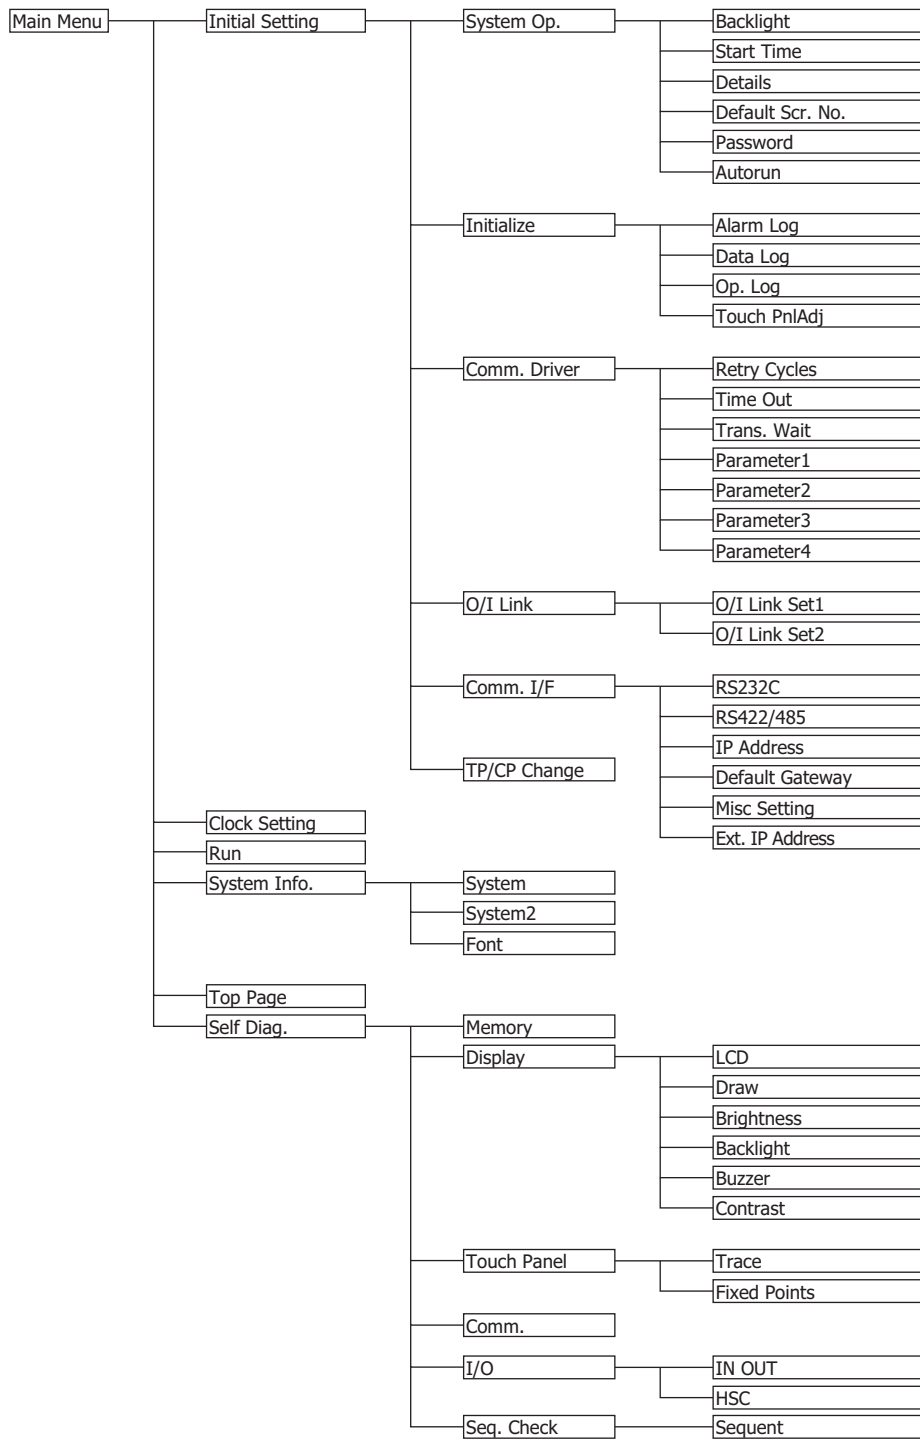 Main Menu
Initial Setting
System Op.
Backlight
Start Time
Details
Default Scr. No.
Password
Autorun
Initialize
Alarm Log
Data Log
Op. Log
Touch PnlAdj
Comm. Driver
Retry Cycles
Time Out
Trans. Wait
Parameter1
Parameter2
Parameter3
Parameter4
O/I Link
O/I Link Set1
O/I Link Set2
Comm. I/F
RS232C
RS422/485
IP Address
Default Gateway
Misc Setting
Ext. IP Address
TP/CP Change
Clock Setting
Run
System Info.
System
System2
Font
Top Page
Self Diag.
Memory
Display
LCD
Draw
Brightness
Backlight
Buzzer
Contrast
Touch Panel
Trace
Fixed Points
Comm.
I/O
IN OUT
HSC
Seq. Check
Sequent